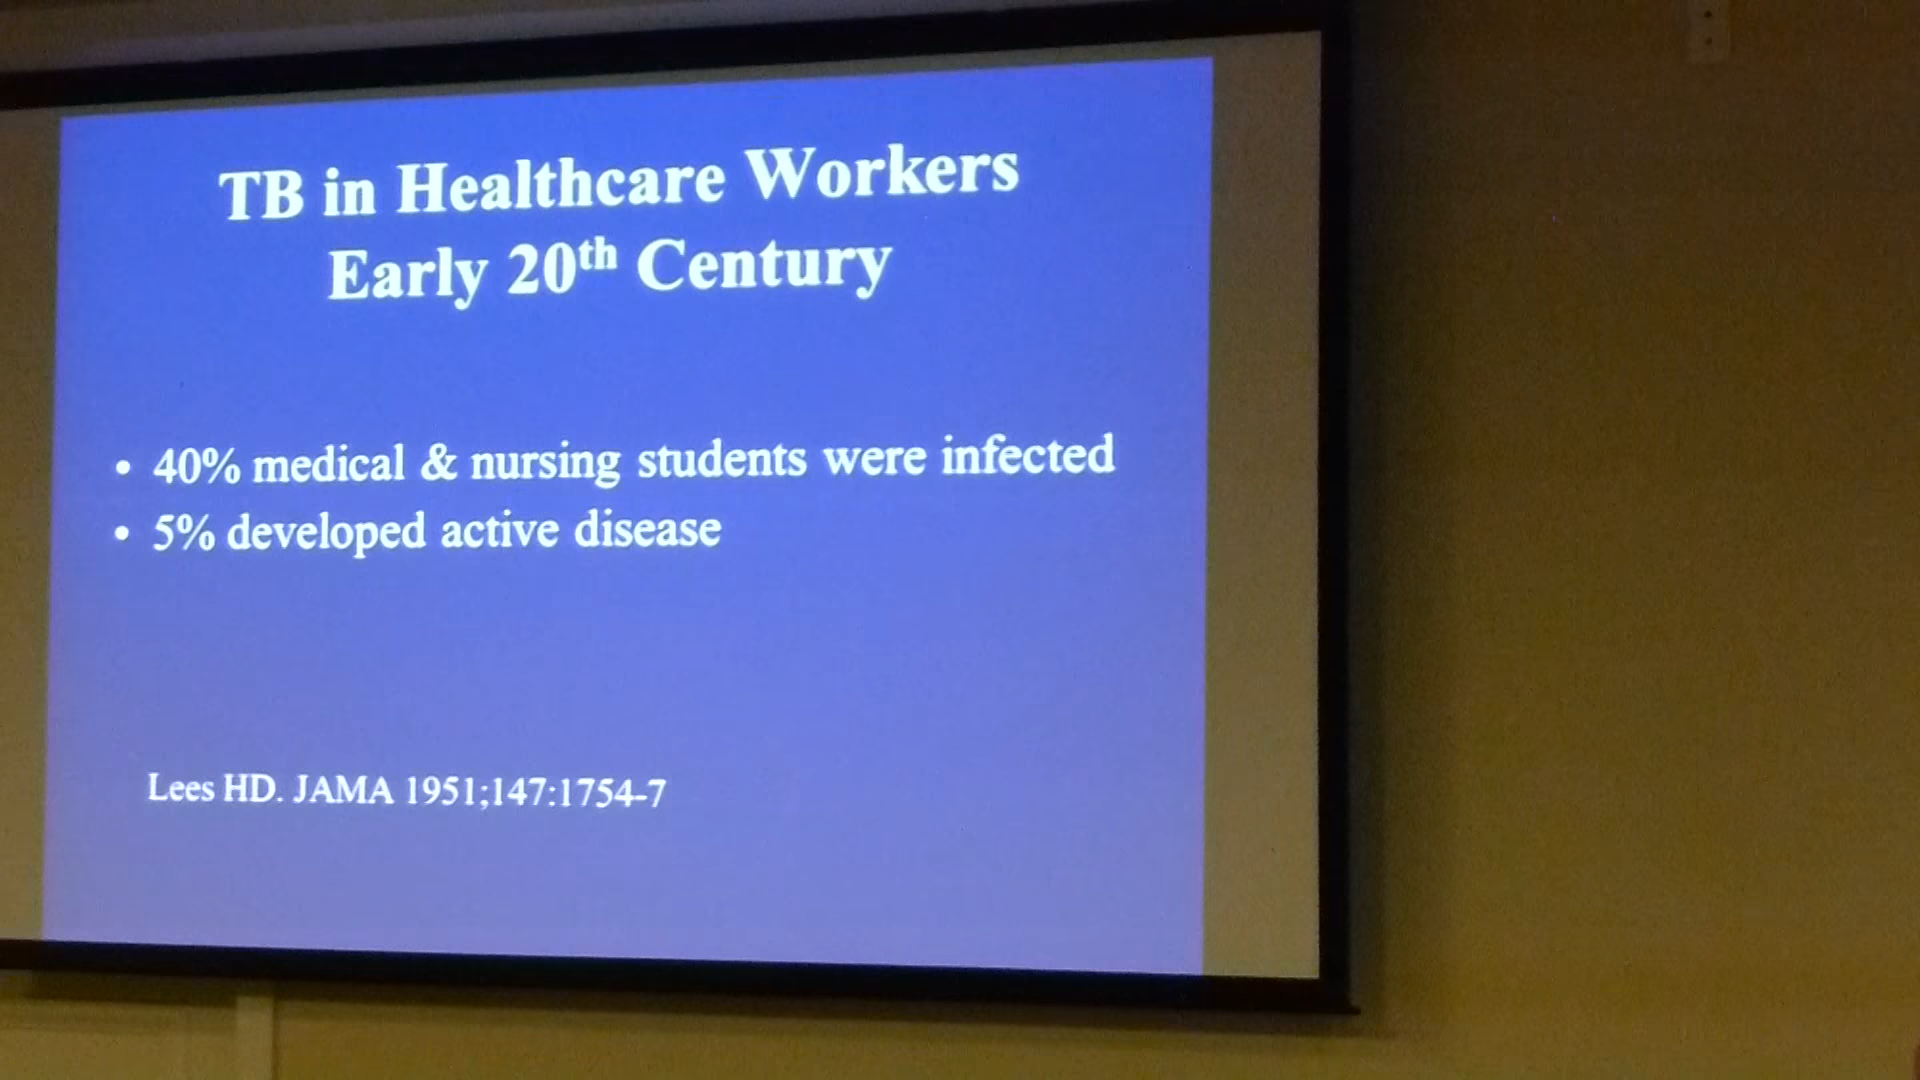 TB in Healthcare Workers
Early 20th Century
• 40% medical & nursing students were infected
• 5% developed active disease
Lees HD. JAMA 1951;147:1754-7